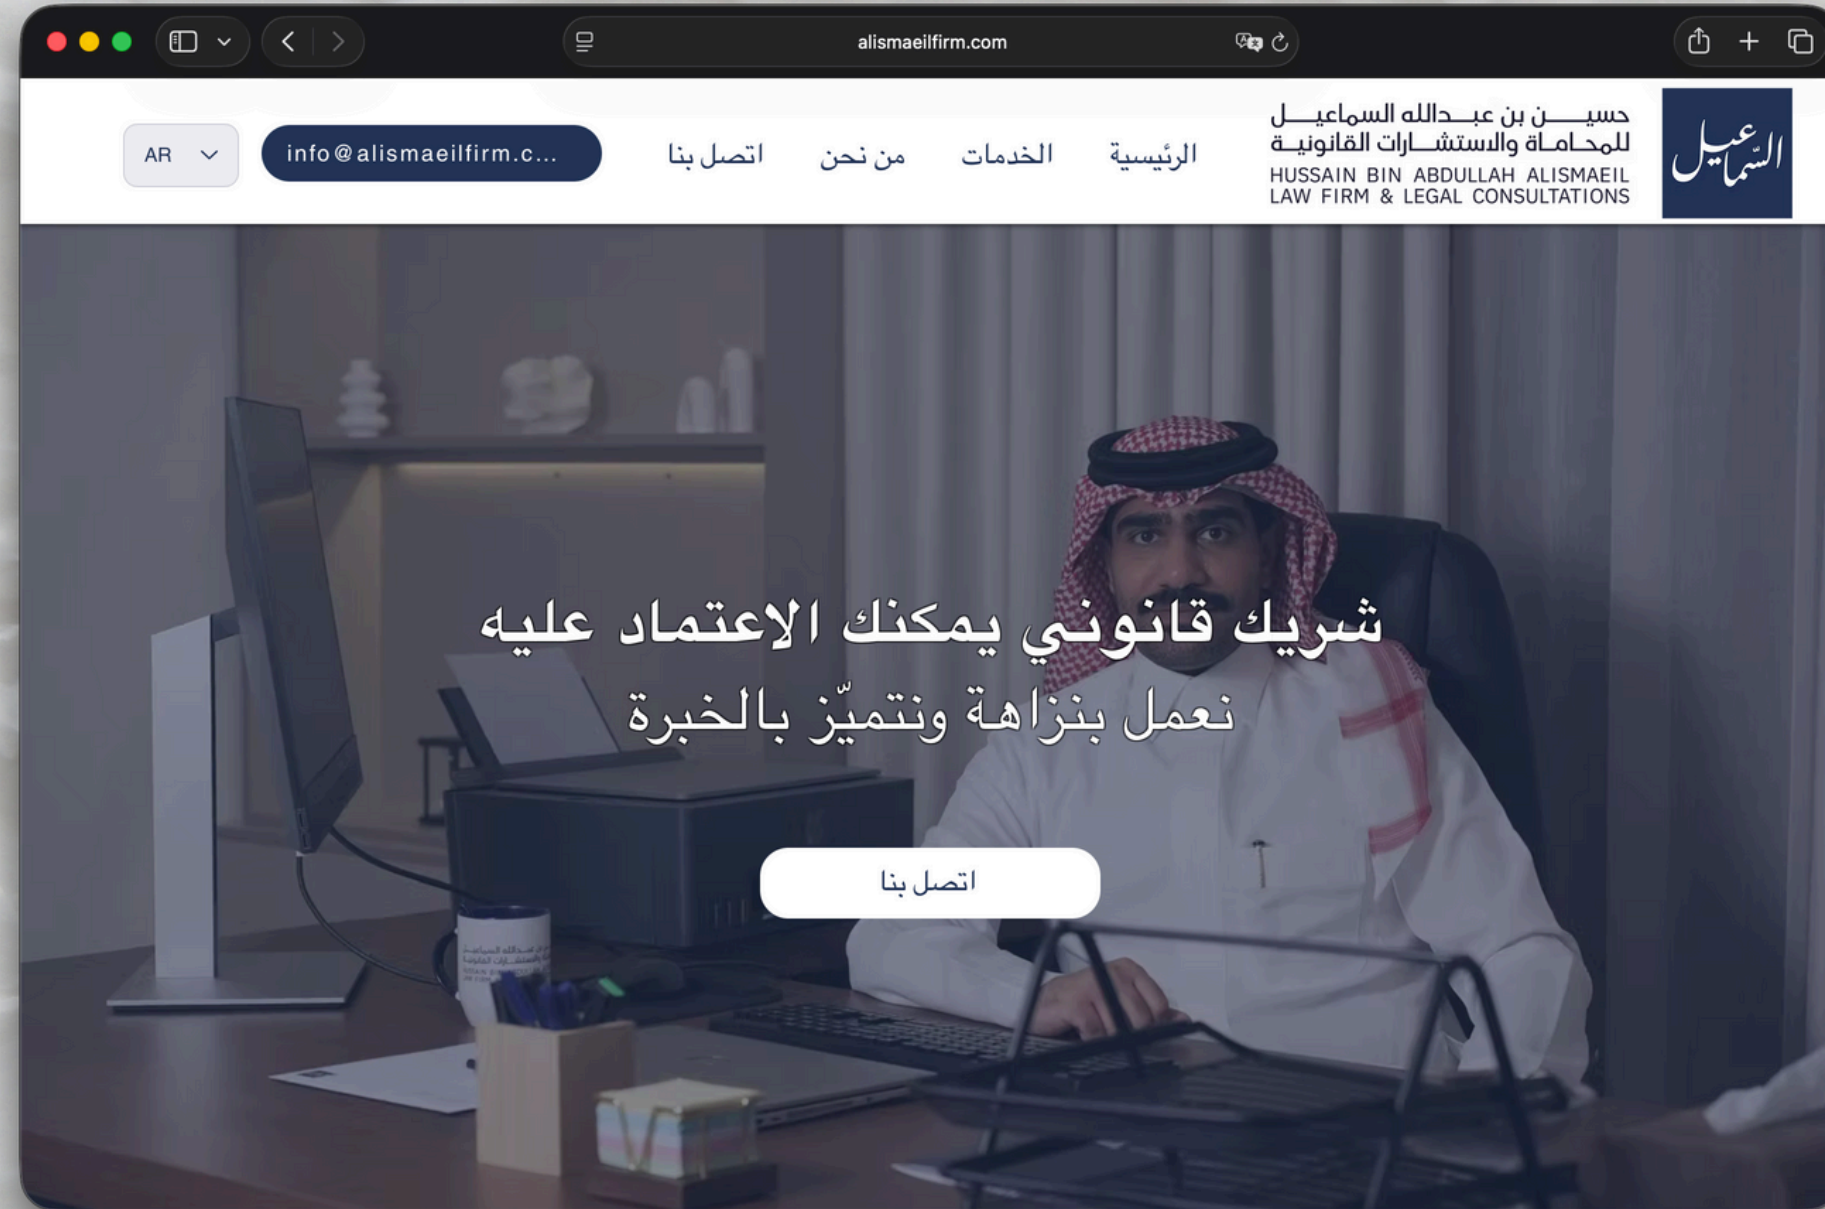 alismaeilfirm.com
السّماعيل
حسيـــن بن عبـــدالله السماعيـــل
للمحـامـاة والاستشـــارات القانونيــة
HUSSAIN BIN ABDULLAH ALISMAEIL
LAW FIRM & LEGAL CONSULTATIONS
الرئيسية
الخدمات
من نحن
اتصل بنا
info@alismaeilfirm.c...
AR
شريك قانوني يمكنك الاعتماد عليه
نعمل بنزاهة ونتميّز بالخبرة
اتصل بنا